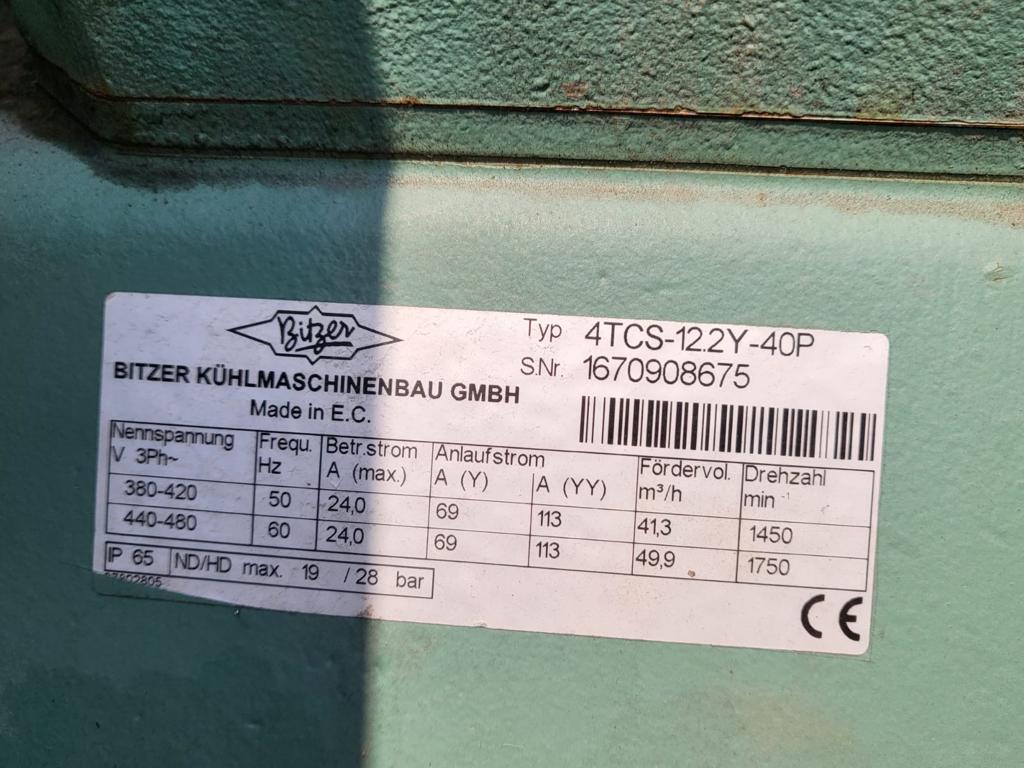 Bitzer
BITZER KÜHLMASCHINENBAU GMBH
Made in E.C.
Typ 4TCS-12.2Y-40P
S.Nr. 1670908675
Nennspannung V 3Ph~ Frequ. Hz Betr.strom A (max.) Anlaufstrom A (Y) A (YY) Fördervol. m³/h Drehzahl min -1
380-420 50 24,0 69 113 41,3 1450
440-480 60 24,0 69 113 49,9 1750
IP 65 ND/HD max. 19 / 28 bar
CE